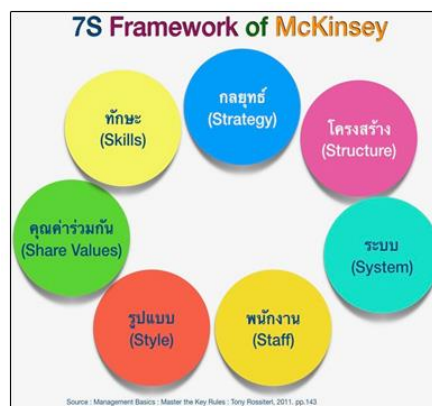 7S Framework of McKinsey
กลยุทธ์
(Strategy)
โครงสร้าง
(Structure)
ระบบ
(System)
พนักงาน
(Staff)
รูปแบบ
(Style)
คุณค่าร่วมกัน
(Share Values)
ทักษะ
(Skills)
Source : Management Basics : Master the Key Rules : Tony Rossiteri, 2011. pp.143